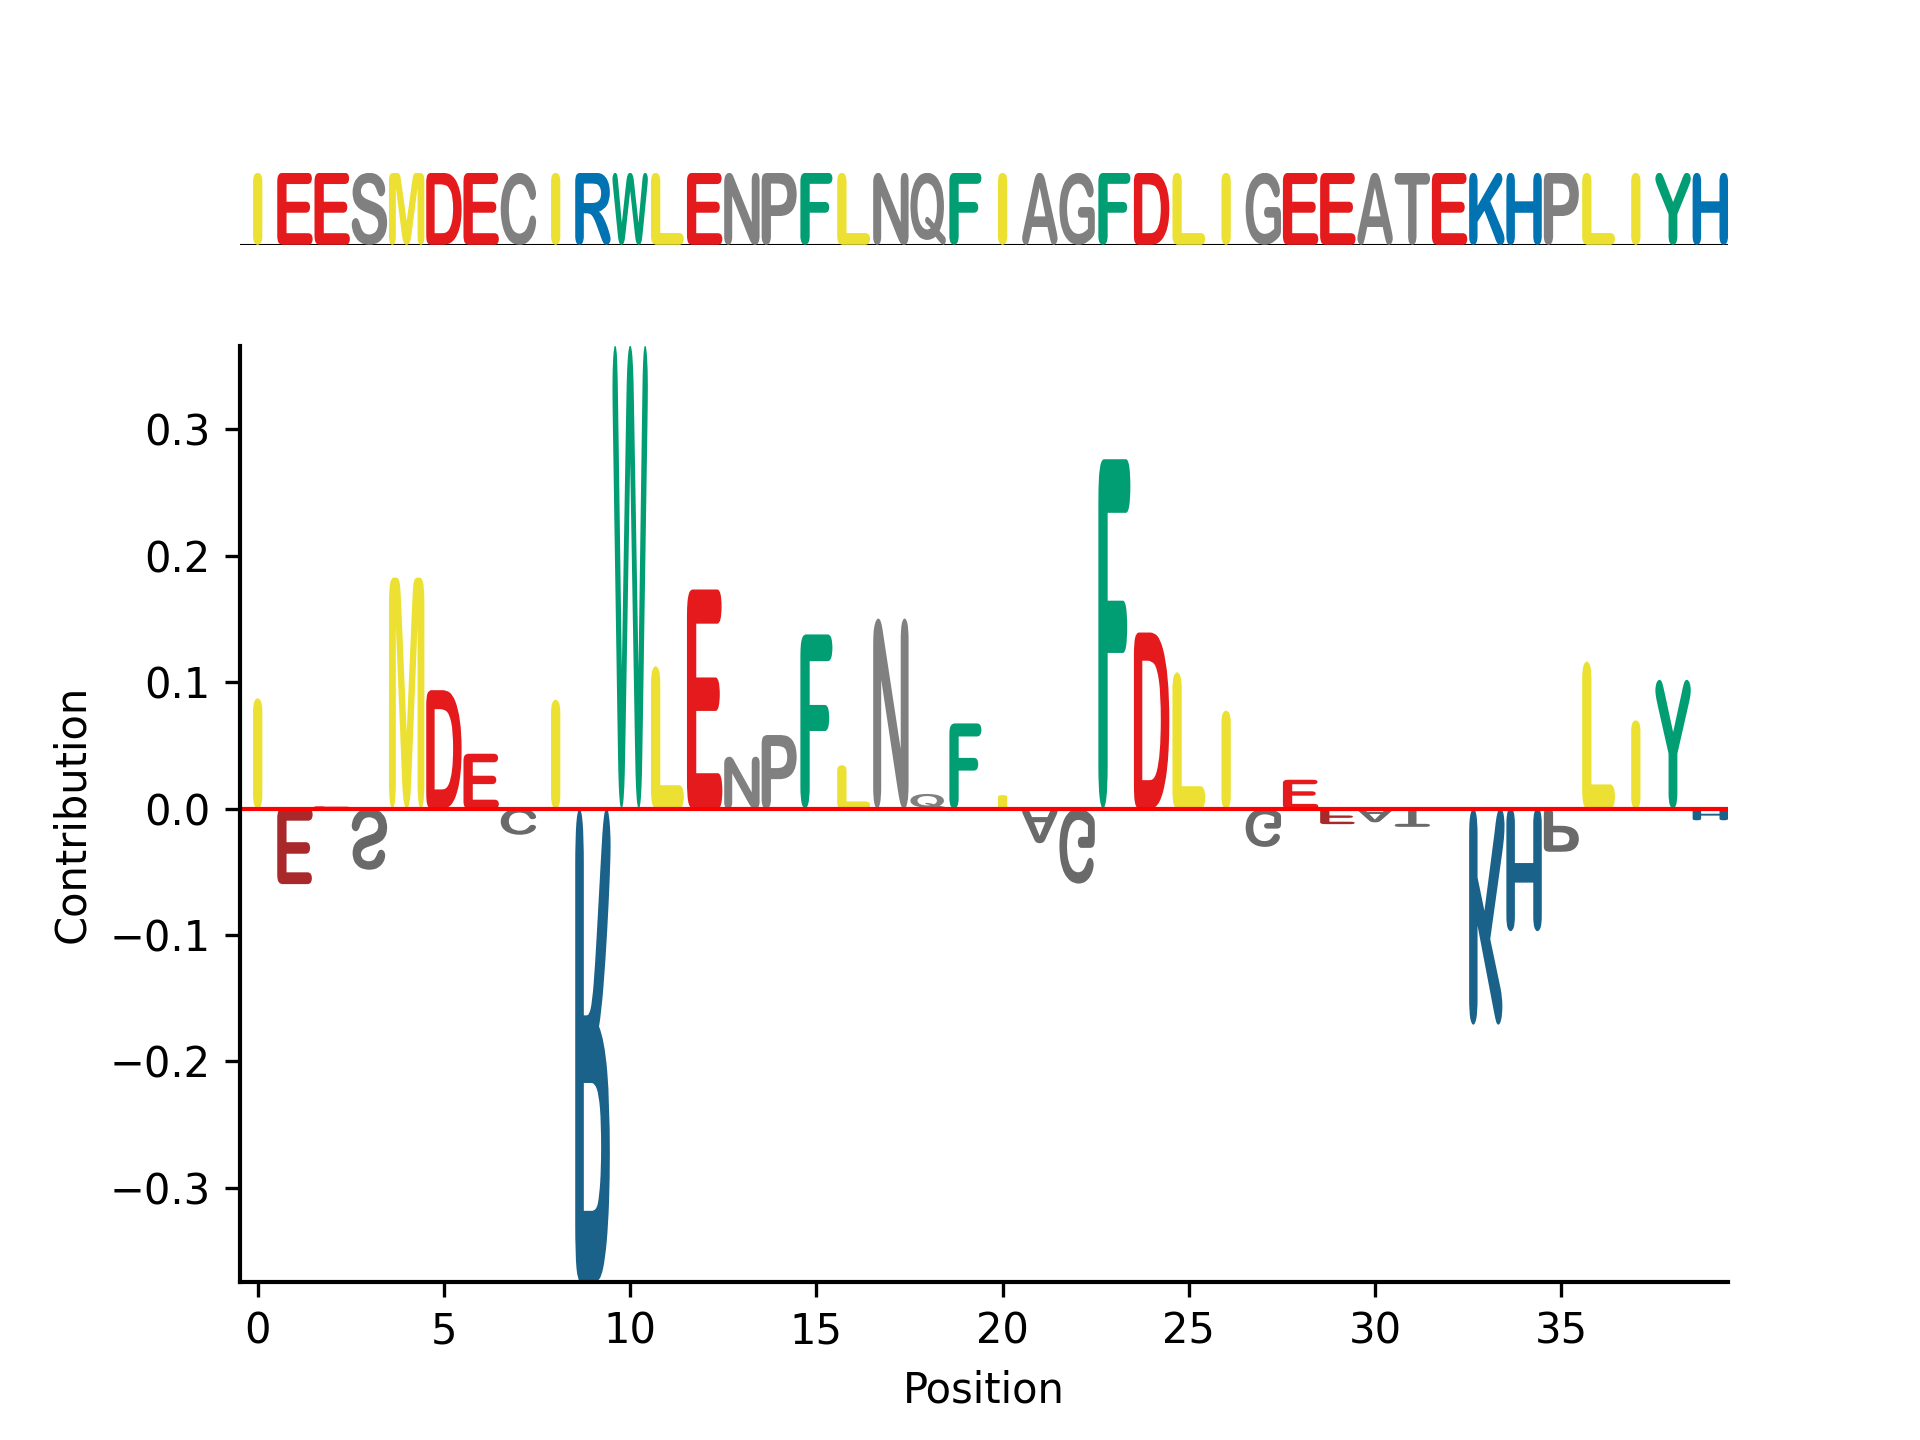 IEESMDECIRWLENPFLNQFIAGFDLIGEEATEKHPLIYH
0.3
0.2
0.1
0.0
−0.1
−0.2
−0.3
Contribution
I E S M D E C I R W L E N P F L N Q F I A G F D L I G E E A T K H P L I Y H
0 5 10 15 20 25 30 35
Position